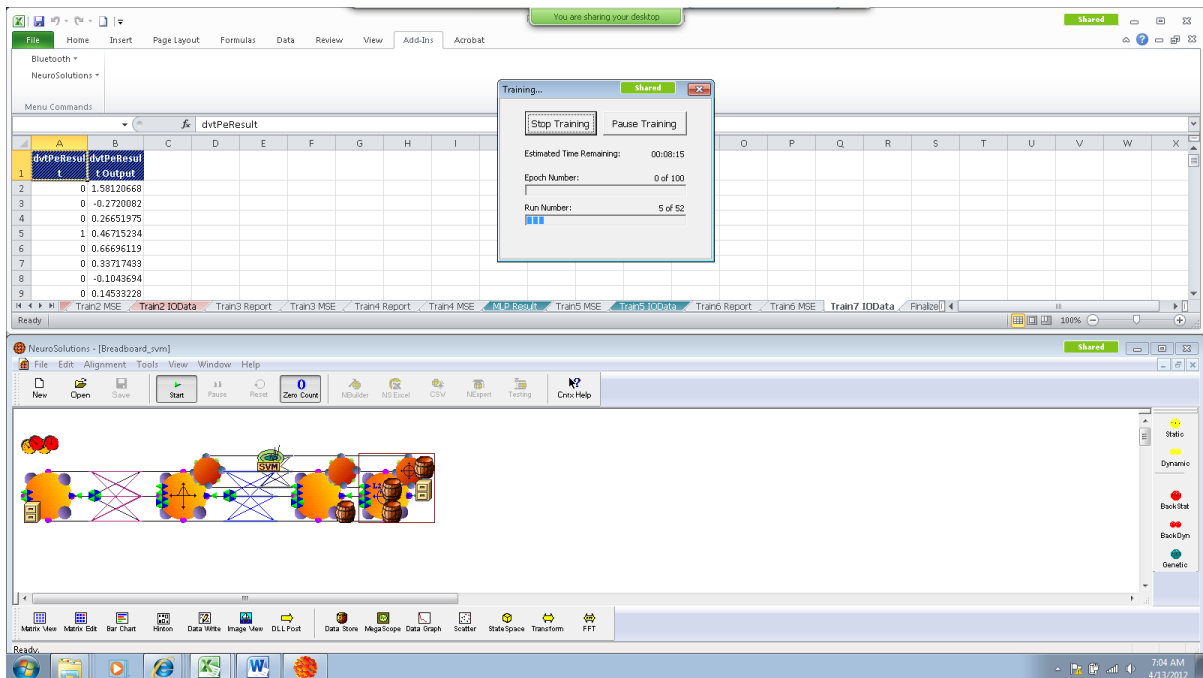 You are sharing your desktop
Shared
File Home Insert Page Layout Formulas Data Review View Add-Ins Acrobat
Bluetooth
NeuroSolutions
Menu Commands
fx dvtPeResult
Training... Shared
Stop Training Pause Training
Estimated Time Remaining: 00:08:15
Epoch Number: 0 of 100
Run Number: 5 of 52
A B C D E F G H I O P Q R S T U V W X
1 dvtPeResul dvtPeResul
t t Output
2 0 1.58120668
3 0 -0.2720082
4 0 0.26651975
5 1 0.46715234
6 0 0.66696119
7 0 0.33717433
8 0 -0.1043694
9 0 0.14533228
Train2 MSE Train2 IOData Train3 Report Train3 MSE Train4 Report Train4 MSE MLP Result Train5 MSE Train5 IOData Train6 Report Train6 MSE Train7 IOData Finalize
Ready 100%
NeuroSolutions - [Breadboard_svm] Shared
File Edit Alignment Tools View Window Help
New Open Save Start Pause Reset Zero Count NBuilder NS Excel CSV NExpert Testing Cntx Help
SVM
L2
Static
Dynamic
BackStat
BackDyn
Genetic
Matrix View Matrix Edit Bar Chart Hinton Data Write Image View DLL Post Data Store MegaScope Data Graph Scatter StateSpace Transform FFT
Ready.
7:04 AM
4/13/2012